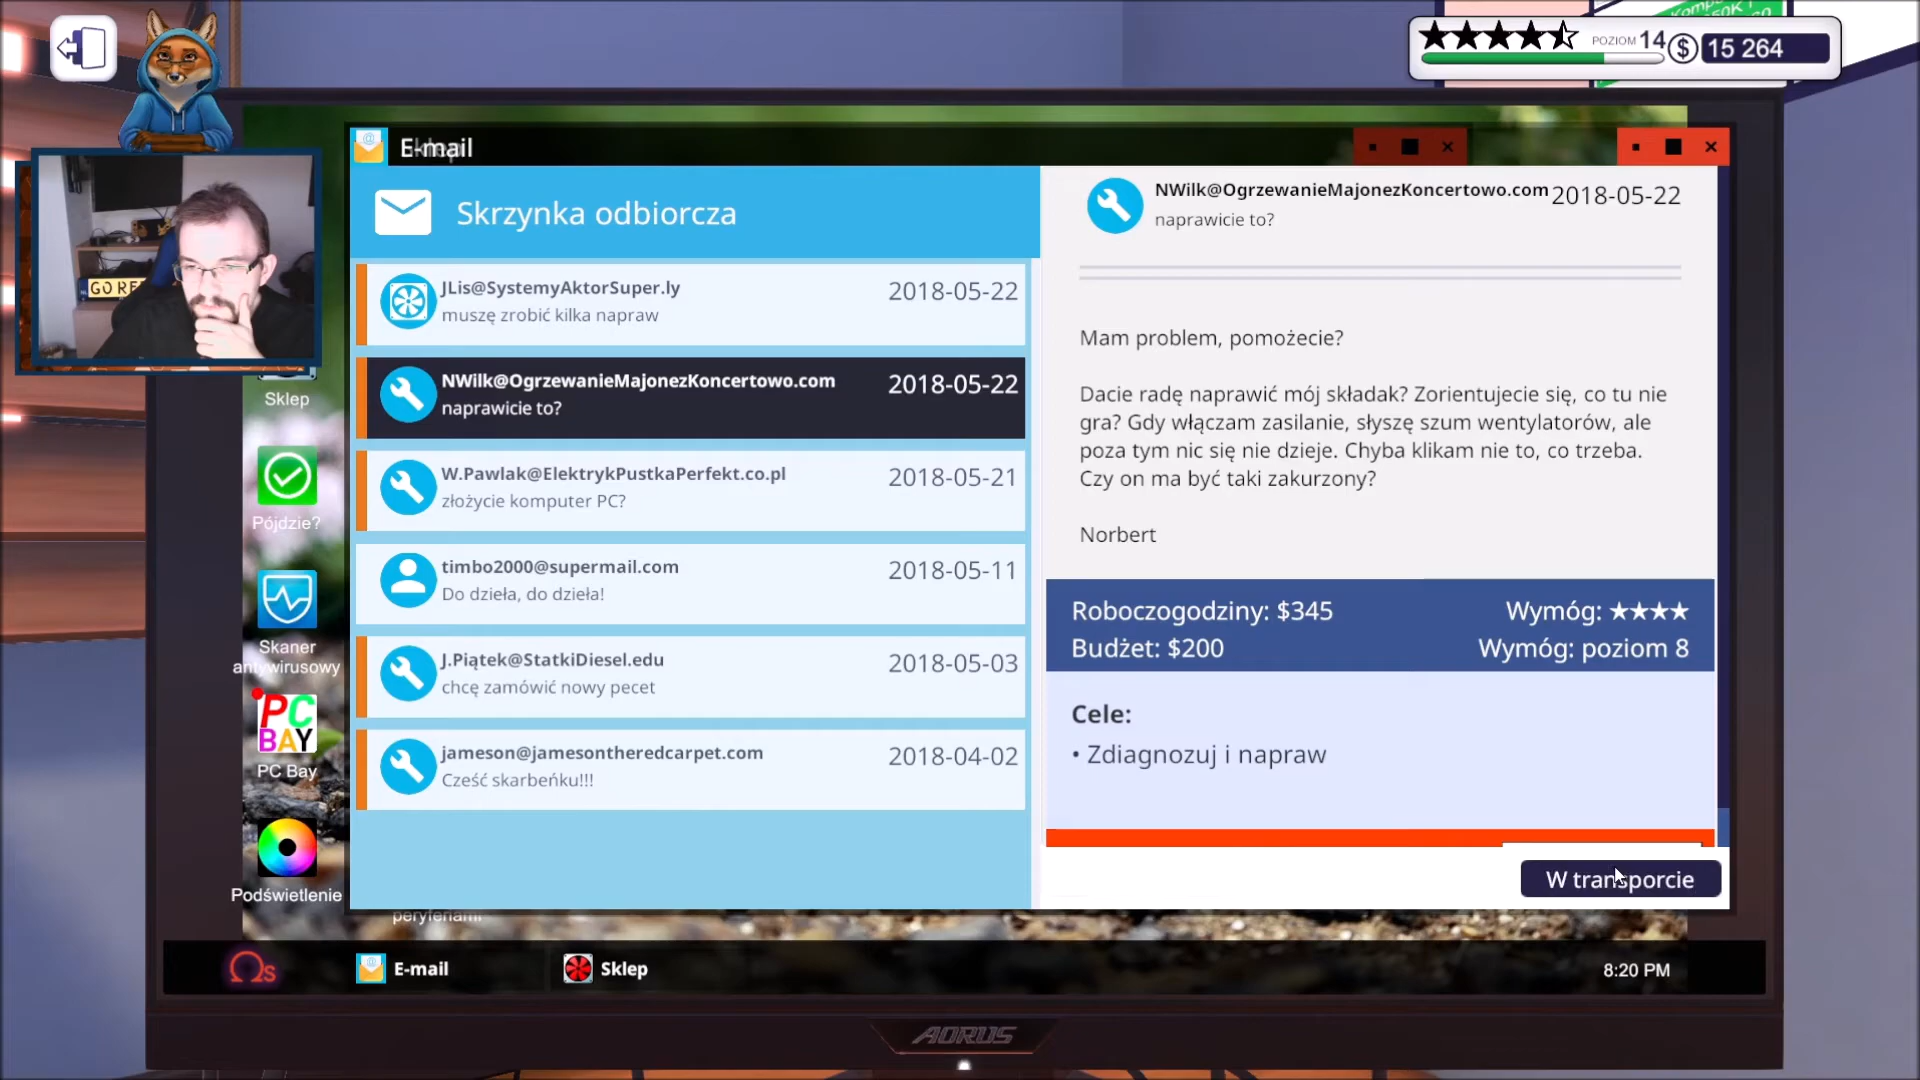 POZIOM 14
$ 15 264
E-mail
Skrzynka odbiorcza
JLis@SystemyAktorSuper.ly
2018-05-22
muszę zrobić kilka napraw
NWilk@OgrzewanieMajonezKoncertowo.com
2018-05-22
naprawicie to?
W.Pawlak@ElektrykPustkaPerfekt.co.pl
2018-05-21
złożycie komputer PC?
timbo2000@supermail.com
2018-05-11
Do dzieła, do dzieła!
J.Piątek@StatkiDiesel.edu
2018-05-03
chcę zamówić nowy pecet
jameson@jamesontheredcarpet.com
2018-04-02
Cześć skarbeńku!!!
NWilk@OgrzewanieMajonezKoncertowo.com
2018-05-22
naprawicie to?
Mam problem, pomożecie?
Dacie radę naprawić mój składak? Zorientujecie się, co tu nie
gra? Gdy włączam zasilanie, słyszę szum wentylatorów, ale
poza tym nic się nie dzieje. Chyba klikam nie to, co trzeba.
Czy on ma być taki zakurzony?
Norbert
Roboczogodziny: $345
Wymóg: ★★★★
Budżet: $200
Wymóg: poziom 8
Cele:
• Zdiagnozuj i napraw
W transporcie
GO RE
Sklep
Pójdzie?
Skaner
antywirusowy
PC
BAY
PC Bay
Podświetlenie
peryferiami
Ωs
E-mail
Sklep
8:20 PM
AORUS